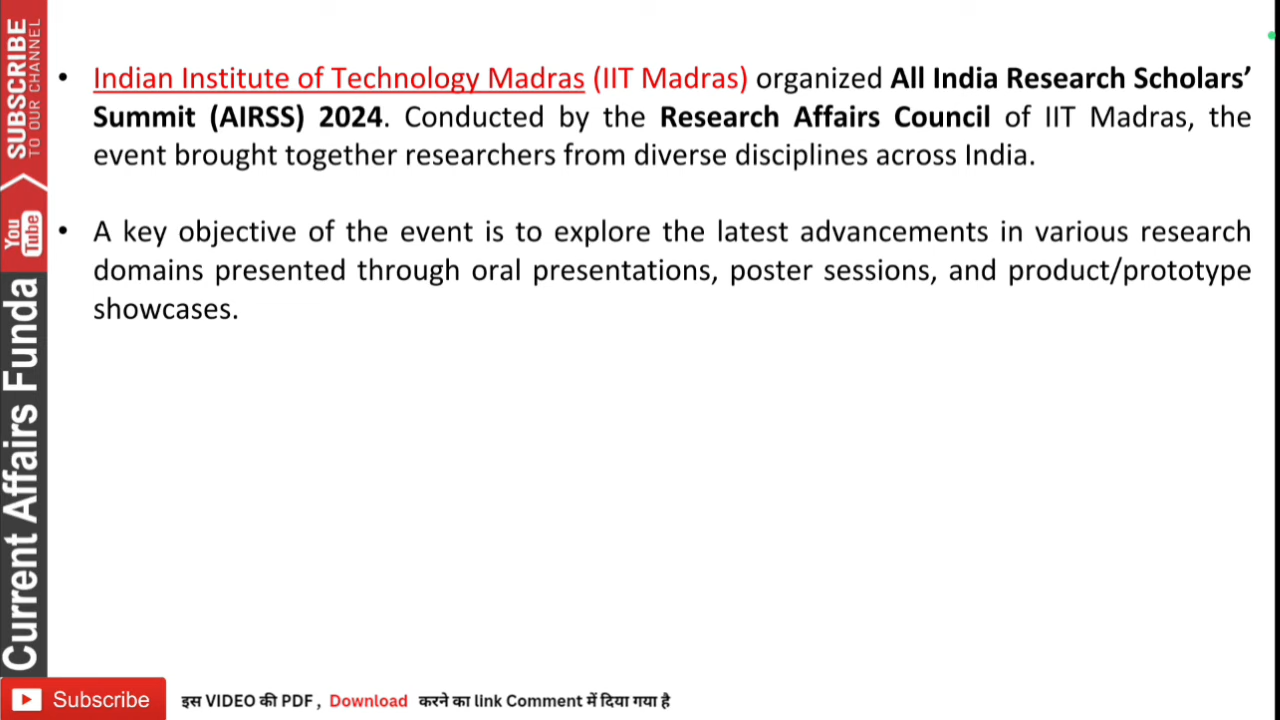 • Indian Institute of Technology Madras (IIT Madras) organized All India Research Scholars’
Summit (AIRSS) 2024. Conducted by the Research Affairs Council of IIT Madras, the
event brought together researchers from diverse disciplines across India.
• A key objective of the event is to explore the latest advancements in various research
domains presented through oral presentations, poster sessions, and product/prototype
showcases.
SUBSCRIBE
TO OUR CHANNEL
You
Tube
Current Affairs Funda
Subscribe
इस VIDEO की PDF , Download करने का link Comment में दिया गया है